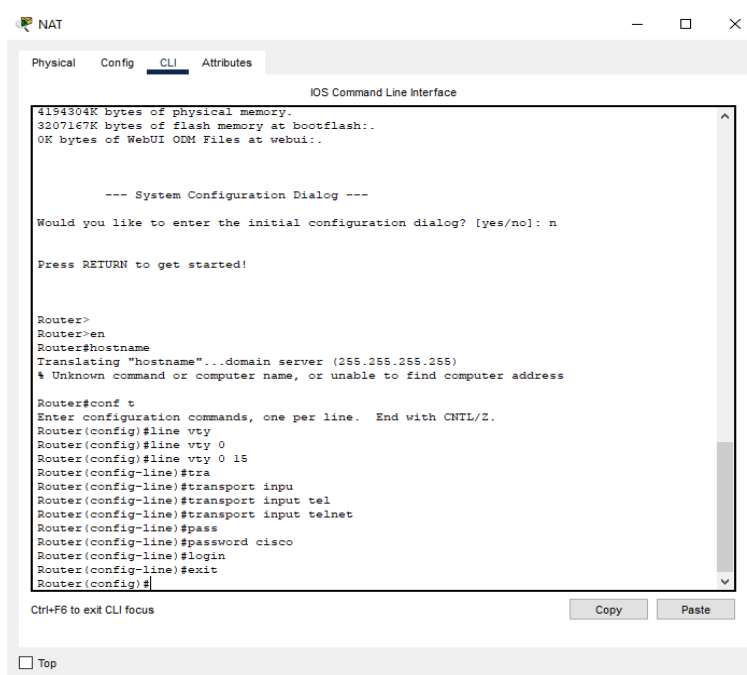 NAT
Physical Config CLI Attributes
IOS Command Line Interface
4194304K bytes of physical memory.
3207167K bytes of flash memory at bootflash:.
0K bytes of WebUI ODM Files at webui:.
--- System Configuration Dialog ---
Would you like to enter the initial configuration dialog? [yes/no]: n
Press RETURN to get started!
Router>
Router>en
Router#hostname
Translating "hostname"...domain server (255.255.255.255)
% Unknown command or computer name, or unable to find computer address
Router#conf t
Enter configuration commands, one per line.  End with CNTL/Z.
Router(config)#line vty
Router(config)#line vty 0
Router(config)#line vty 0 15
Router(config-line)#tra
Router(config-line)#transport inpu
Router(config-line)#transport input tel
Router(config-line)#transport input telnet
Router(config-line)#pass
Router(config-line)#password cisco
Router(config-line)#login
Router(config-line)#exit
Router(config)#
Ctrl+F6 to exit CLI focus Copy Paste
Top